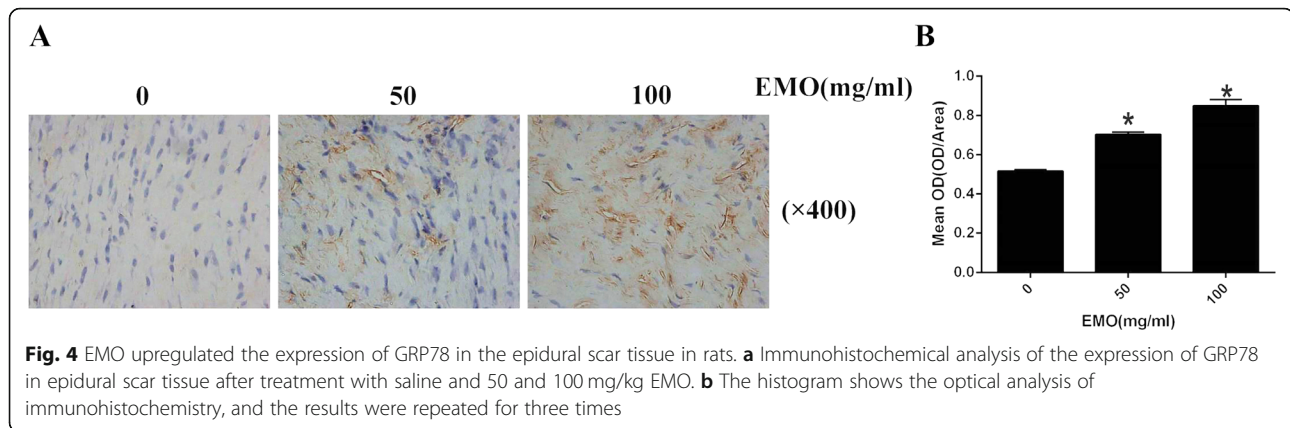 A
B
0
50
100
EMO(mg/ml)
(×400)
Mean OD(OD/Area)
1.0
0.8
0.6
0.4
0.2
0.0
*
*
0
50
100
EMO(mg/ml)
Fig. 4 EMO upregulated the expression of GRP78 in the epidural scar tissue in rats. a Immunohistochemical analysis of the expression of GRP78
in epidural scar tissue after treatment with saline and 50 and 100 mg/kg EMO. b The histogram shows the optical analysis of
immunohistochemistry, and the results were repeated for three times